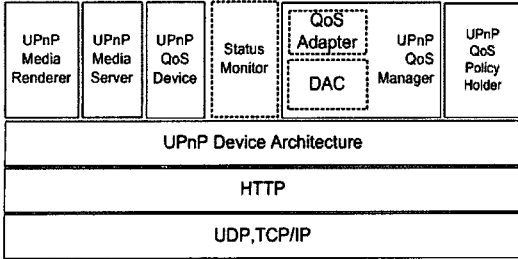 UPnP
Media
Renderer
UPnP
Media
Server
UPnP
QoS
Device
Status
Monitor
QoS
Adapter
DAC
UPnP
QoS
Manager
UPnP
QoS
Policy
Holder
UPnP Device Architecture
HTTP
UDP,TCP/IP